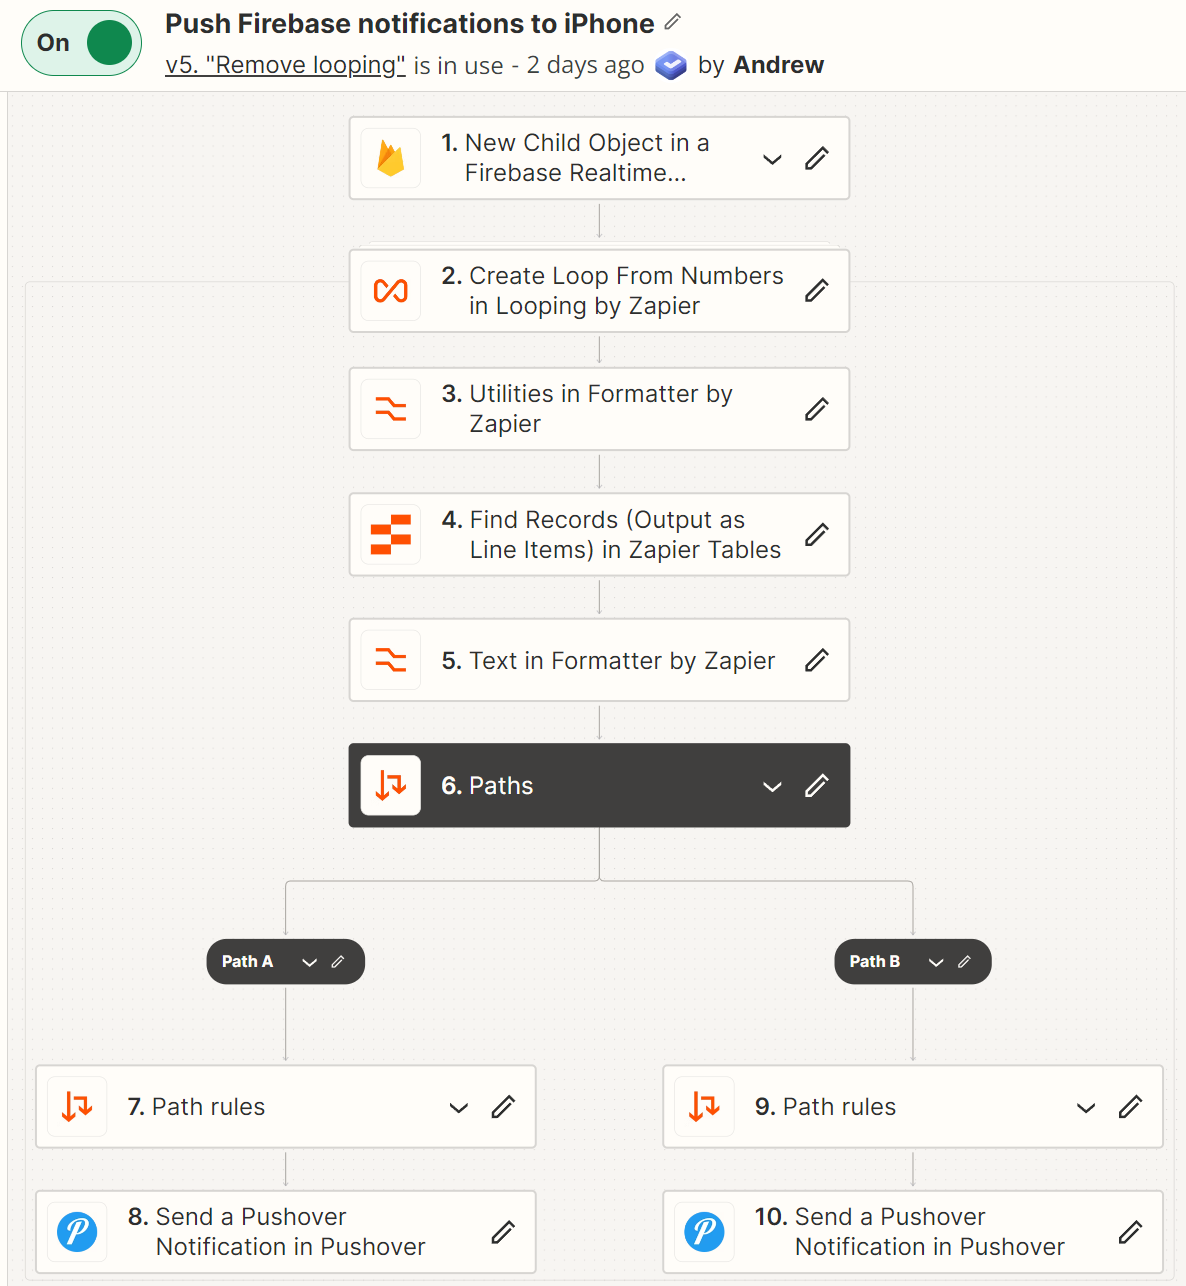 On
Push Firebase notifications to iPhone
v5. "Remove looping" is in use - 2 days ago by Andrew
1. New Child Object in a
Firebase Realtime...
2. Create Loop From Numbers
in Looping by Zapier
3. Utilities in Formatter by
Zapier
4. Find Records (Output as
Line Items) in Zapier Tables
5. Text in Formatter by Zapier
6. Paths
Path A
Path B
7. Path rules
9. Path rules
8. Send a Pushover
Notification in Pushover
10. Send a Pushover
Notification in Pushover